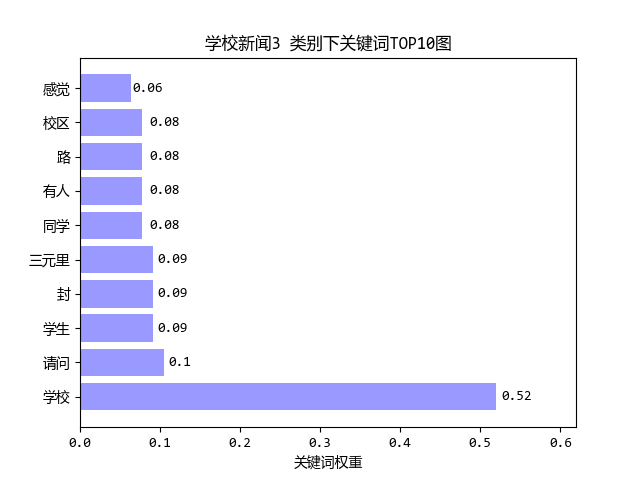 学校新闻3 类别下关键词TOP10图
感觉 0.06
校区 0.08
路 0.08
有人 0.08
同学 0.08
三元里 0.09
封 0.09
学生 0.09
请问 0.1
学校 0.52
0.0 0.1 0.2 0.3 0.4 0.5 0.6
关键词权重